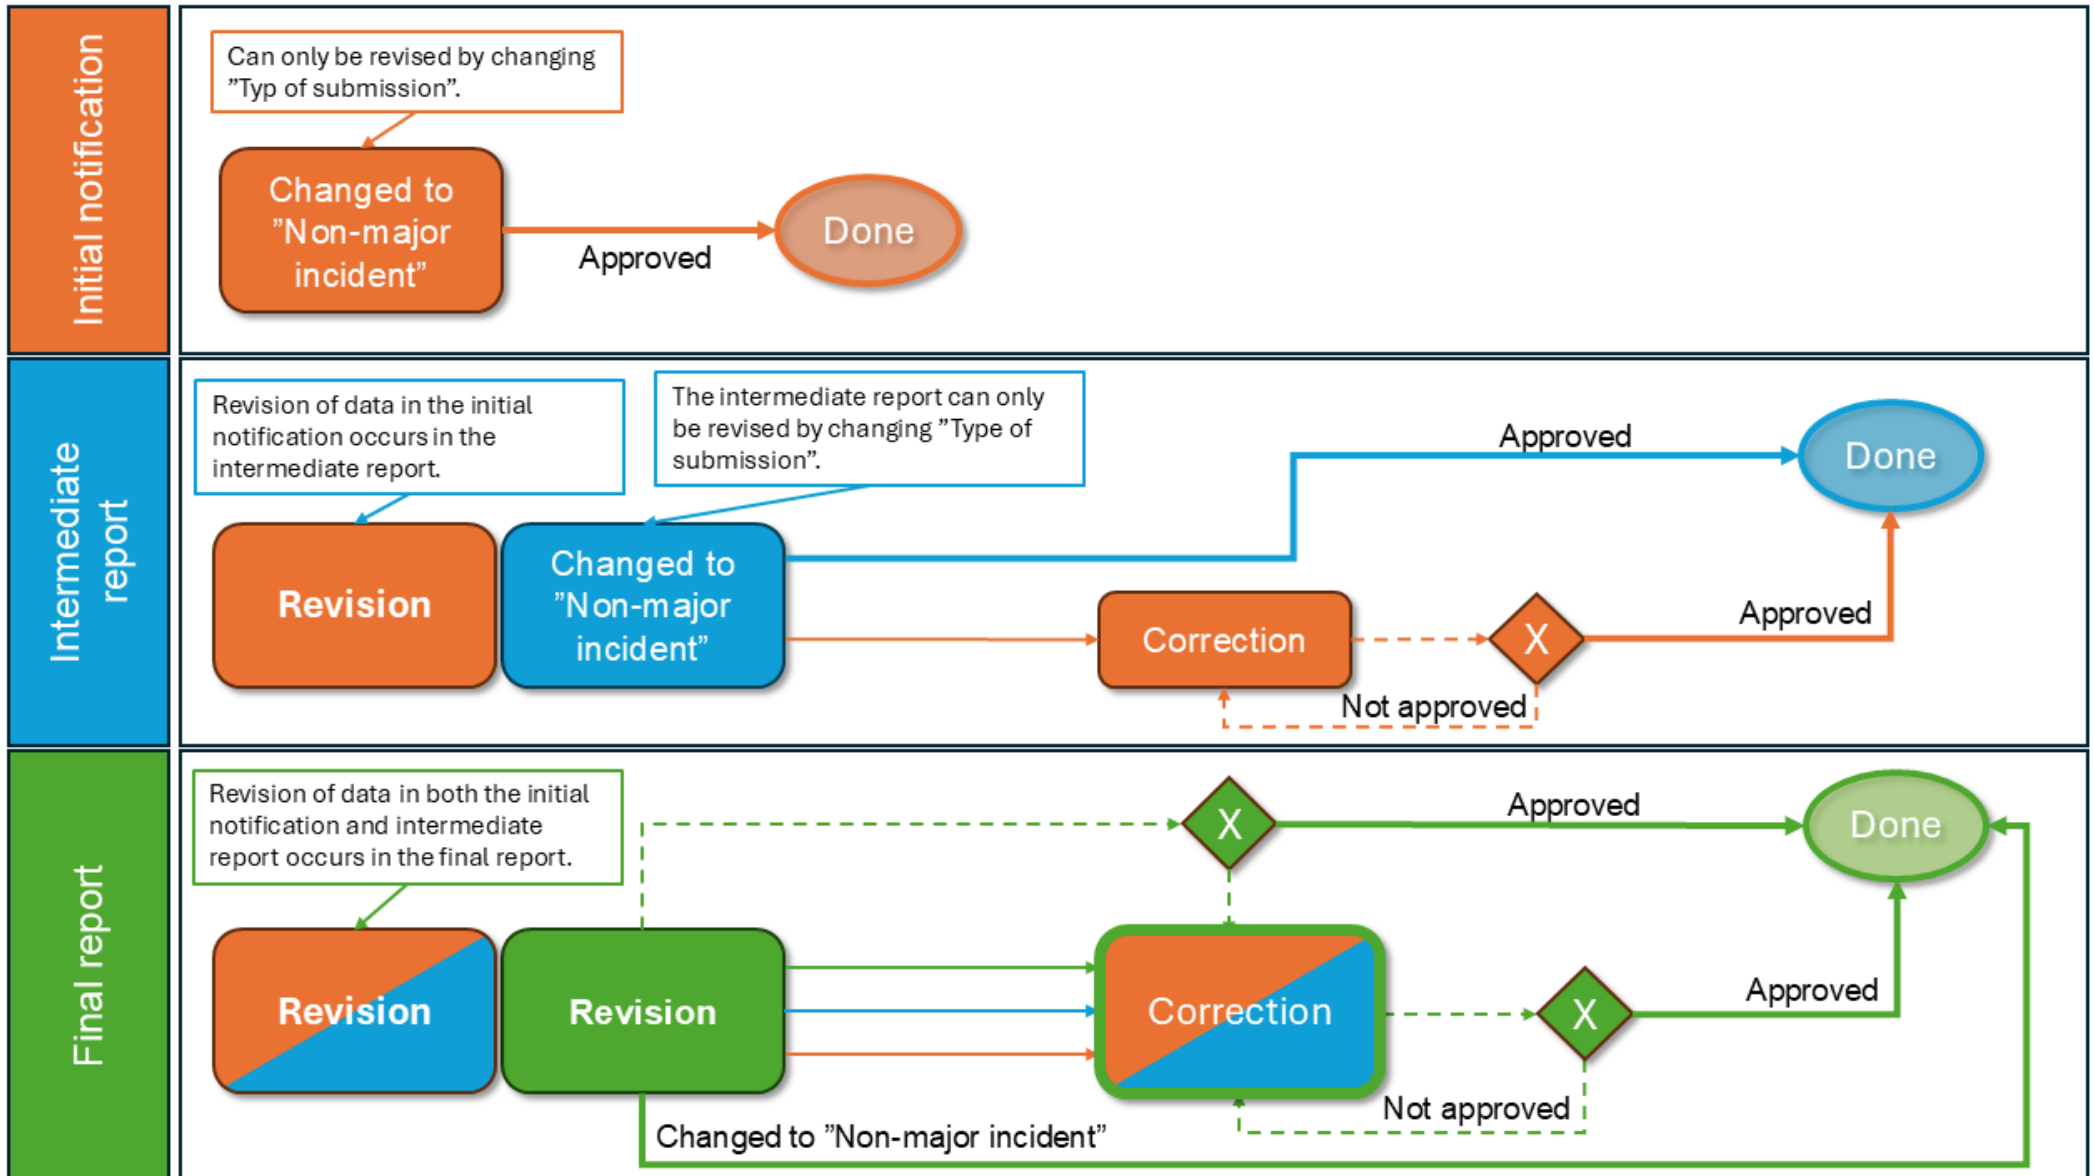 Initial notification
Can only be revised by changing
”Typ of submission”.
Changed to
”Non-major
incident”
Approved
Done
Intermediate
report
Revision of data in the initial
notification occurs in the
intermediate report.
The intermediate report can only
be revised by changing ”Type of
submission”.
Revision
Changed to
”Non-major
incident”
Approved
Done
Correction
X
Approved
Not approved
Final report
Revision of data in both the initial
notification and intermediate
report occurs in the final report.
X
Approved
Done
Revision
Revision
Correction
X
Approved
Not approved
Changed to ”Non-major incident”